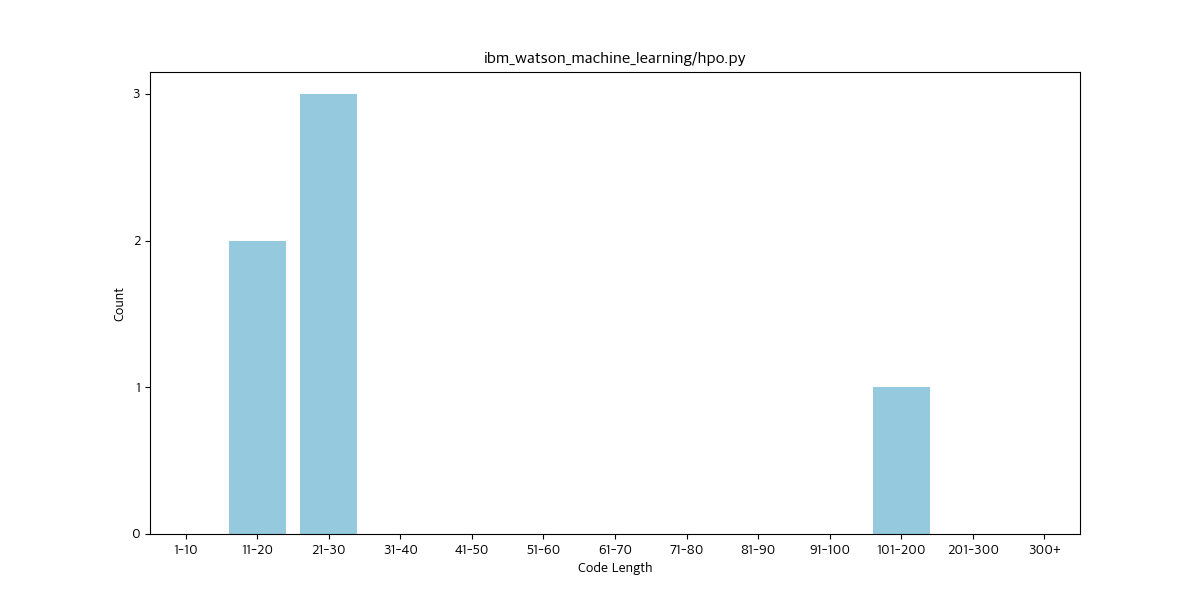 ibm_watson_machine_learning/hpo.py
3
2
1
0
Count
1-10 11-20 21-30 31-40 41-50 51-60 61-70 71-80 81-90 91-100 101-200 201-300 300+
Code Length